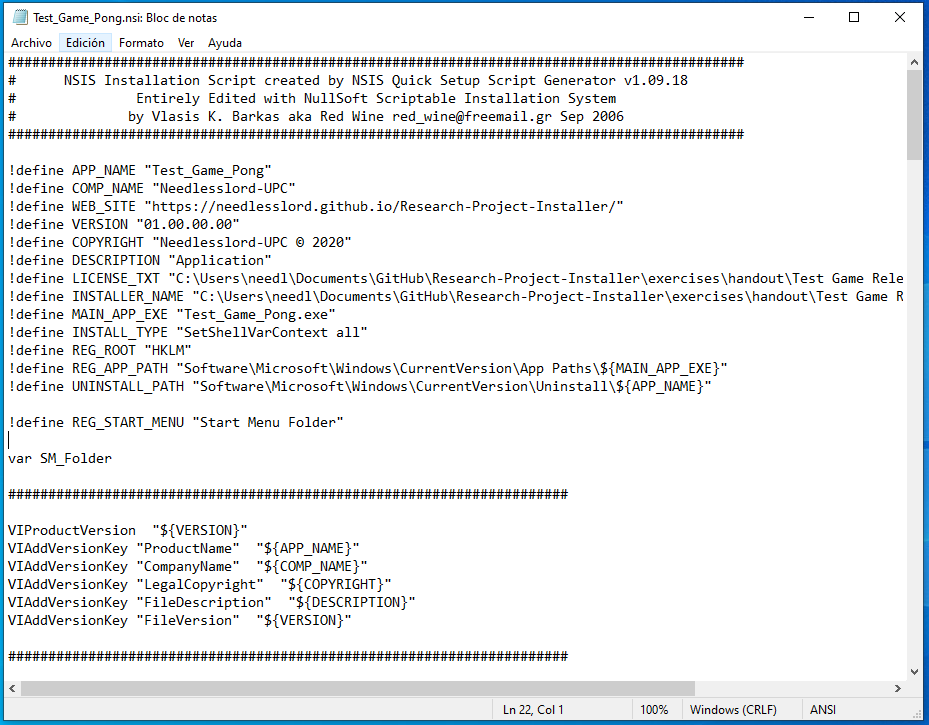 Test_Game_Pong.nsi: Bloc de notas
Archivo Edición Formato Ver Ayuda
############################################################################################
#      NSIS Installation Script created by NSIS Quick Setup Script Generator v1.09.18
#               Entirely Edited with NullSoft Scriptable Installation System
#              by Vlasis K. Barkas aka Red Wine red_wine@freemail.gr Sep 2006
############################################################################################
!define APP_NAME "Test_Game_Pong"
!define COMP_NAME "Needlesslord-UPC"
!define WEB_SITE "https://needlesslord.github.io/Research-Project-Installer/"
!define VERSION "01.00.00.00"
!define COPYRIGHT "Needlesslord-UPC © 2020"
!define DESCRIPTION "Application"
!define LICENSE_TXT "C:\Users\needl\Documents\GitHub\Research-Project-Installer\exercises\handout\Test Game Rele
!define INSTALLER_NAME "C:\Users\needl\Documents\GitHub\Research-Project-Installer\exercises\handout\Test Game R
!define MAIN_APP_EXE "Test_Game_Pong.exe"
!define INSTALL_TYPE "SetShellVarContext all"
!define REG_ROOT "HKLM"
!define REG_APP_PATH "Software\Microsoft\Windows\CurrentVersion\App Paths\${MAIN_APP_EXE}"
!define UNINSTALL_PATH "Software\Microsoft\Windows\CurrentVersion\Uninstall\${APP_NAME}"
!define REG_START_MENU "Start Menu Folder"
var SM_Folder
######################################################################
VIProductVersion  "${VERSION}"
VIAddVersionKey "ProductName"  "${APP_NAME}"
VIAddVersionKey "CompanyName"  "${COMP_NAME}"
VIAddVersionKey "LegalCopyright"  "${COPYRIGHT}"
VIAddVersionKey "FileDescription"  "${DESCRIPTION}"
VIAddVersionKey "FileVersion"  "${VERSION}"
######################################################################
Ln 22, Col 1 100% Windows (CRLF) ANSI